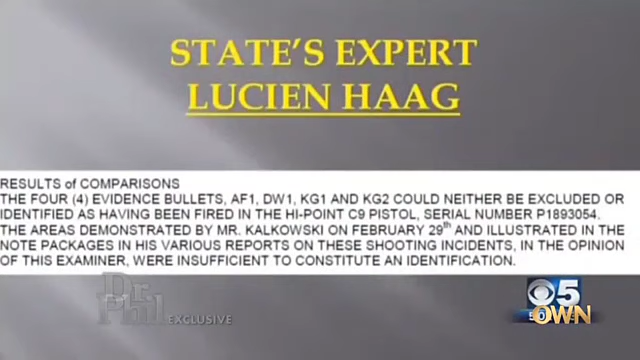 STATE'S EXPERT
LUCIEN HAAG
RESULTS of COMPARISONS
THE FOUR (4) EVIDENCE BULLETS, AF1, DW1, KG1 AND KG2 COULD NEITHER BE EXCLUDED OR
IDENTIFIED AS HAVING BEEN FIRED IN THE HI-POINT C9 PISTOL, SERIAL NUMBER P1893054.
THE AREAS DEMONSTRATED BY MR. KALKOWSKI ON FEBRUARY 29th AND ILLUSTRATED IN THE
NOTE PACKAGES IN HIS VARIOUS REPORTS ON THESE SHOOTING INCIDENTS, IN THE OPINION
OF THIS EXAMINER, WERE INSUFFICIENT TO CONSTITUTE AN IDENTIFICATION.
Dr.
Phil EXCLUSIVE
5
OWN